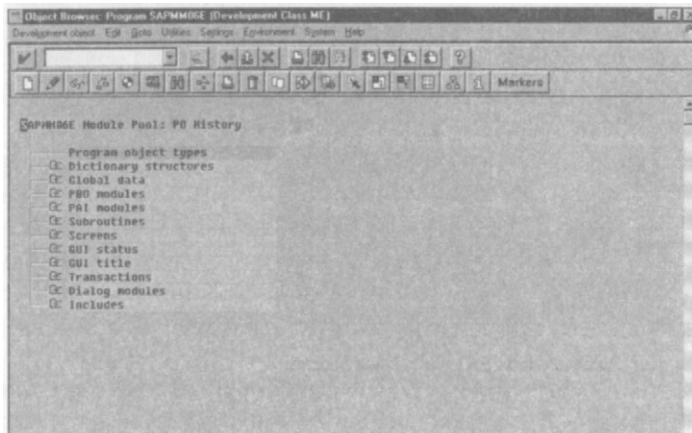 Object Browser: Program SAPMM06E (Development Class ME)
Development object Edit Goto Utilities Settings Environment System Help
Markers
SAPMM06E Module Pool: PO History
Program object types
Dictionary structures
Global data
PBO modules
PAI modules
Subroutines
Screens
GUI status
GUI title
Transactions
Dialog modules
Includes